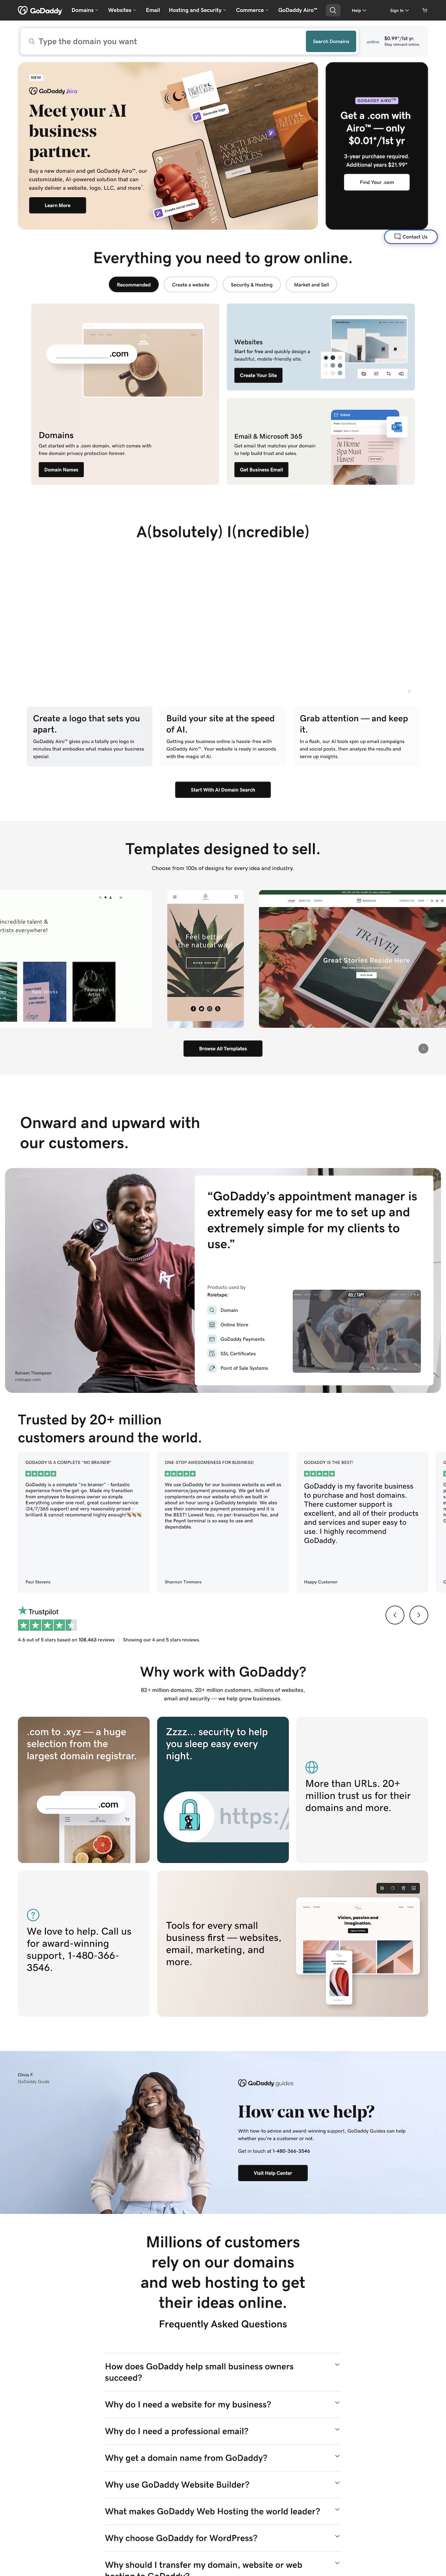 GoDaddy
Domains
Websites
Email
Hosting and Security
Commerce
GoDaddy Airo™
Help
Sign In
Type the domain you want
Search Domains
.online
$0.99*/1st yr.
Stay relevant online.
NEW
GoDaddy Airo
Meet your AI
business
partner.
Buy a new domain and get GoDaddy Airo™, our
customizable, AI-powered solution that can
easily deliver a website, logo, LLC, and more˚.
Learn More
Generate logo
NOCTURNAL
SOCIAL
CANDLES
Create social media
GODADDY AIRO™
Get a .com with
Airo™ — only
$0.01*/1st yr
3-year purchase required.
Additional years $21.99*
Find Your .com
Contact Us
Everything you need to grow online.
Recommended
Create a website
Security & Hosting
Market and Sell
.com
Domains
Get started with a .com domain, which comes with
free domain privacy protection forever.
Domain Names
Websites
Start for free and quickly design a
beautiful, mobile-friendly site.
Create Your Site
Email & Microsoft 365
Get email that matches your domain
to help build trust and sales.
Get Business Email
Inbox
At Home
Spa Must
Haves!
A(bsolutely) I(ncredible)
Create a logo that sets you
apart.
GoDaddy Airo™ gives you a totally pro logo in
minutes that embodies what makes your business
special.
Build your site at the speed
of AI.
Getting your business online is hassle-free with
GoDaddy Airo™. Your website is ready in seconds
with the magic of AI.
Grab attention — and keep
it.
In a flash, our AI tools spin up email campaigns
and social posts, then analyze the results and
serve up insights.
Start With AI Domain Search
Templates designed to sell.
Choose from 100s of designs for every idea and industry.
incredible talent &
rtists everywhere!
New Works
Featured
Artist
Feel better
the natural way!
BOOK ONLINE
TRAVEL
Great Stories Reside Here
Browse All Templates
Onward and upward with
our customers.
“GoDaddy’s appointment manager is
extremely easy for me to set up and
extremely simple for my clients to
use.”
Products used by
Roletape:
Domain
Online Store
GoDaddy Payments
SSL Certificates
Point of Sale Systems
RT
ROLETAPE
Raheem Thompson
roletape.com
Trusted by 20+ million
customers around the world.
GODADDY IS A COMPLETE “NO BRAINER”
GoDaddy is a complete “no brainer” - fantastic
experience from the get-go. Made my transition
from employee to business owner so simple.
Everything under one roof, great customer service
(24/7/365 support) and very reasonably priced -
brilliant & cannot recommend highly enough!👏🏽👏🏽👏🏽
Paul Stevens
ONE-STOP AWESOMENESS FOR BUSINESS!
We use GoDaddy for our business website as well as
commerce/payment processing. We get lots of
complements on our website which we built in
about an hour using a GoDaddy template. We also
use their commerce payment processing and it is
the BEST! Lowest fees, no per-transaction fee, and
the Poynt terminal is so easy to use and
dependable.
Shannon Timmons
GODADDY IS THE BEST!
GoDaddy is my favorite business
to purchase and host domains.
There customer support is
excellent, and all of their products
and services and super easy to
use. I highly recommend
GoDaddy.
Happy Customer
Trustpilot
4.6 out of 5 stars based on 108,463 reviews
Showing our 4 and 5 stars reviews.
Why work with GoDaddy?
82+ million domains, 20+ million customers, millions of websites,
email and security — we help grow businesses.
.com to .xyz — a huge
selection from the
largest domain registrar.
.com
Zzzz... security to help
you sleep easy every
night.
https:/
More than URLs. 20+
million trust us for their
domains and more.
We love to help. Call us
for award-winning
support, 1-480-366-
3546.
Tools for every small
business first — websites,
email, marketing, and
more.
Vision, passion and
imagination.
Olivia F.
GoDaddy Guide
GoDaddy guides
How can we help?
With how-to advice and award-winning support, GoDaddy Guides can help
whether you’re a customer or not.
Get in touch at 1-480-366-3546
Visit Help Center
Millions of customers
rely on our domains
and web hosting to get
their ideas online.
Frequently Asked Questions
How does GoDaddy help small business owners
succeed?
Why do I need a website for my business?
Why do I need a professional email?
Why get a domain name from GoDaddy?
Why use GoDaddy Website Builder?
What makes GoDaddy Web Hosting the world leader?
Why choose GoDaddy for WordPress?
Why should I transfer my domain, website or web
hosting to GoDaddy?